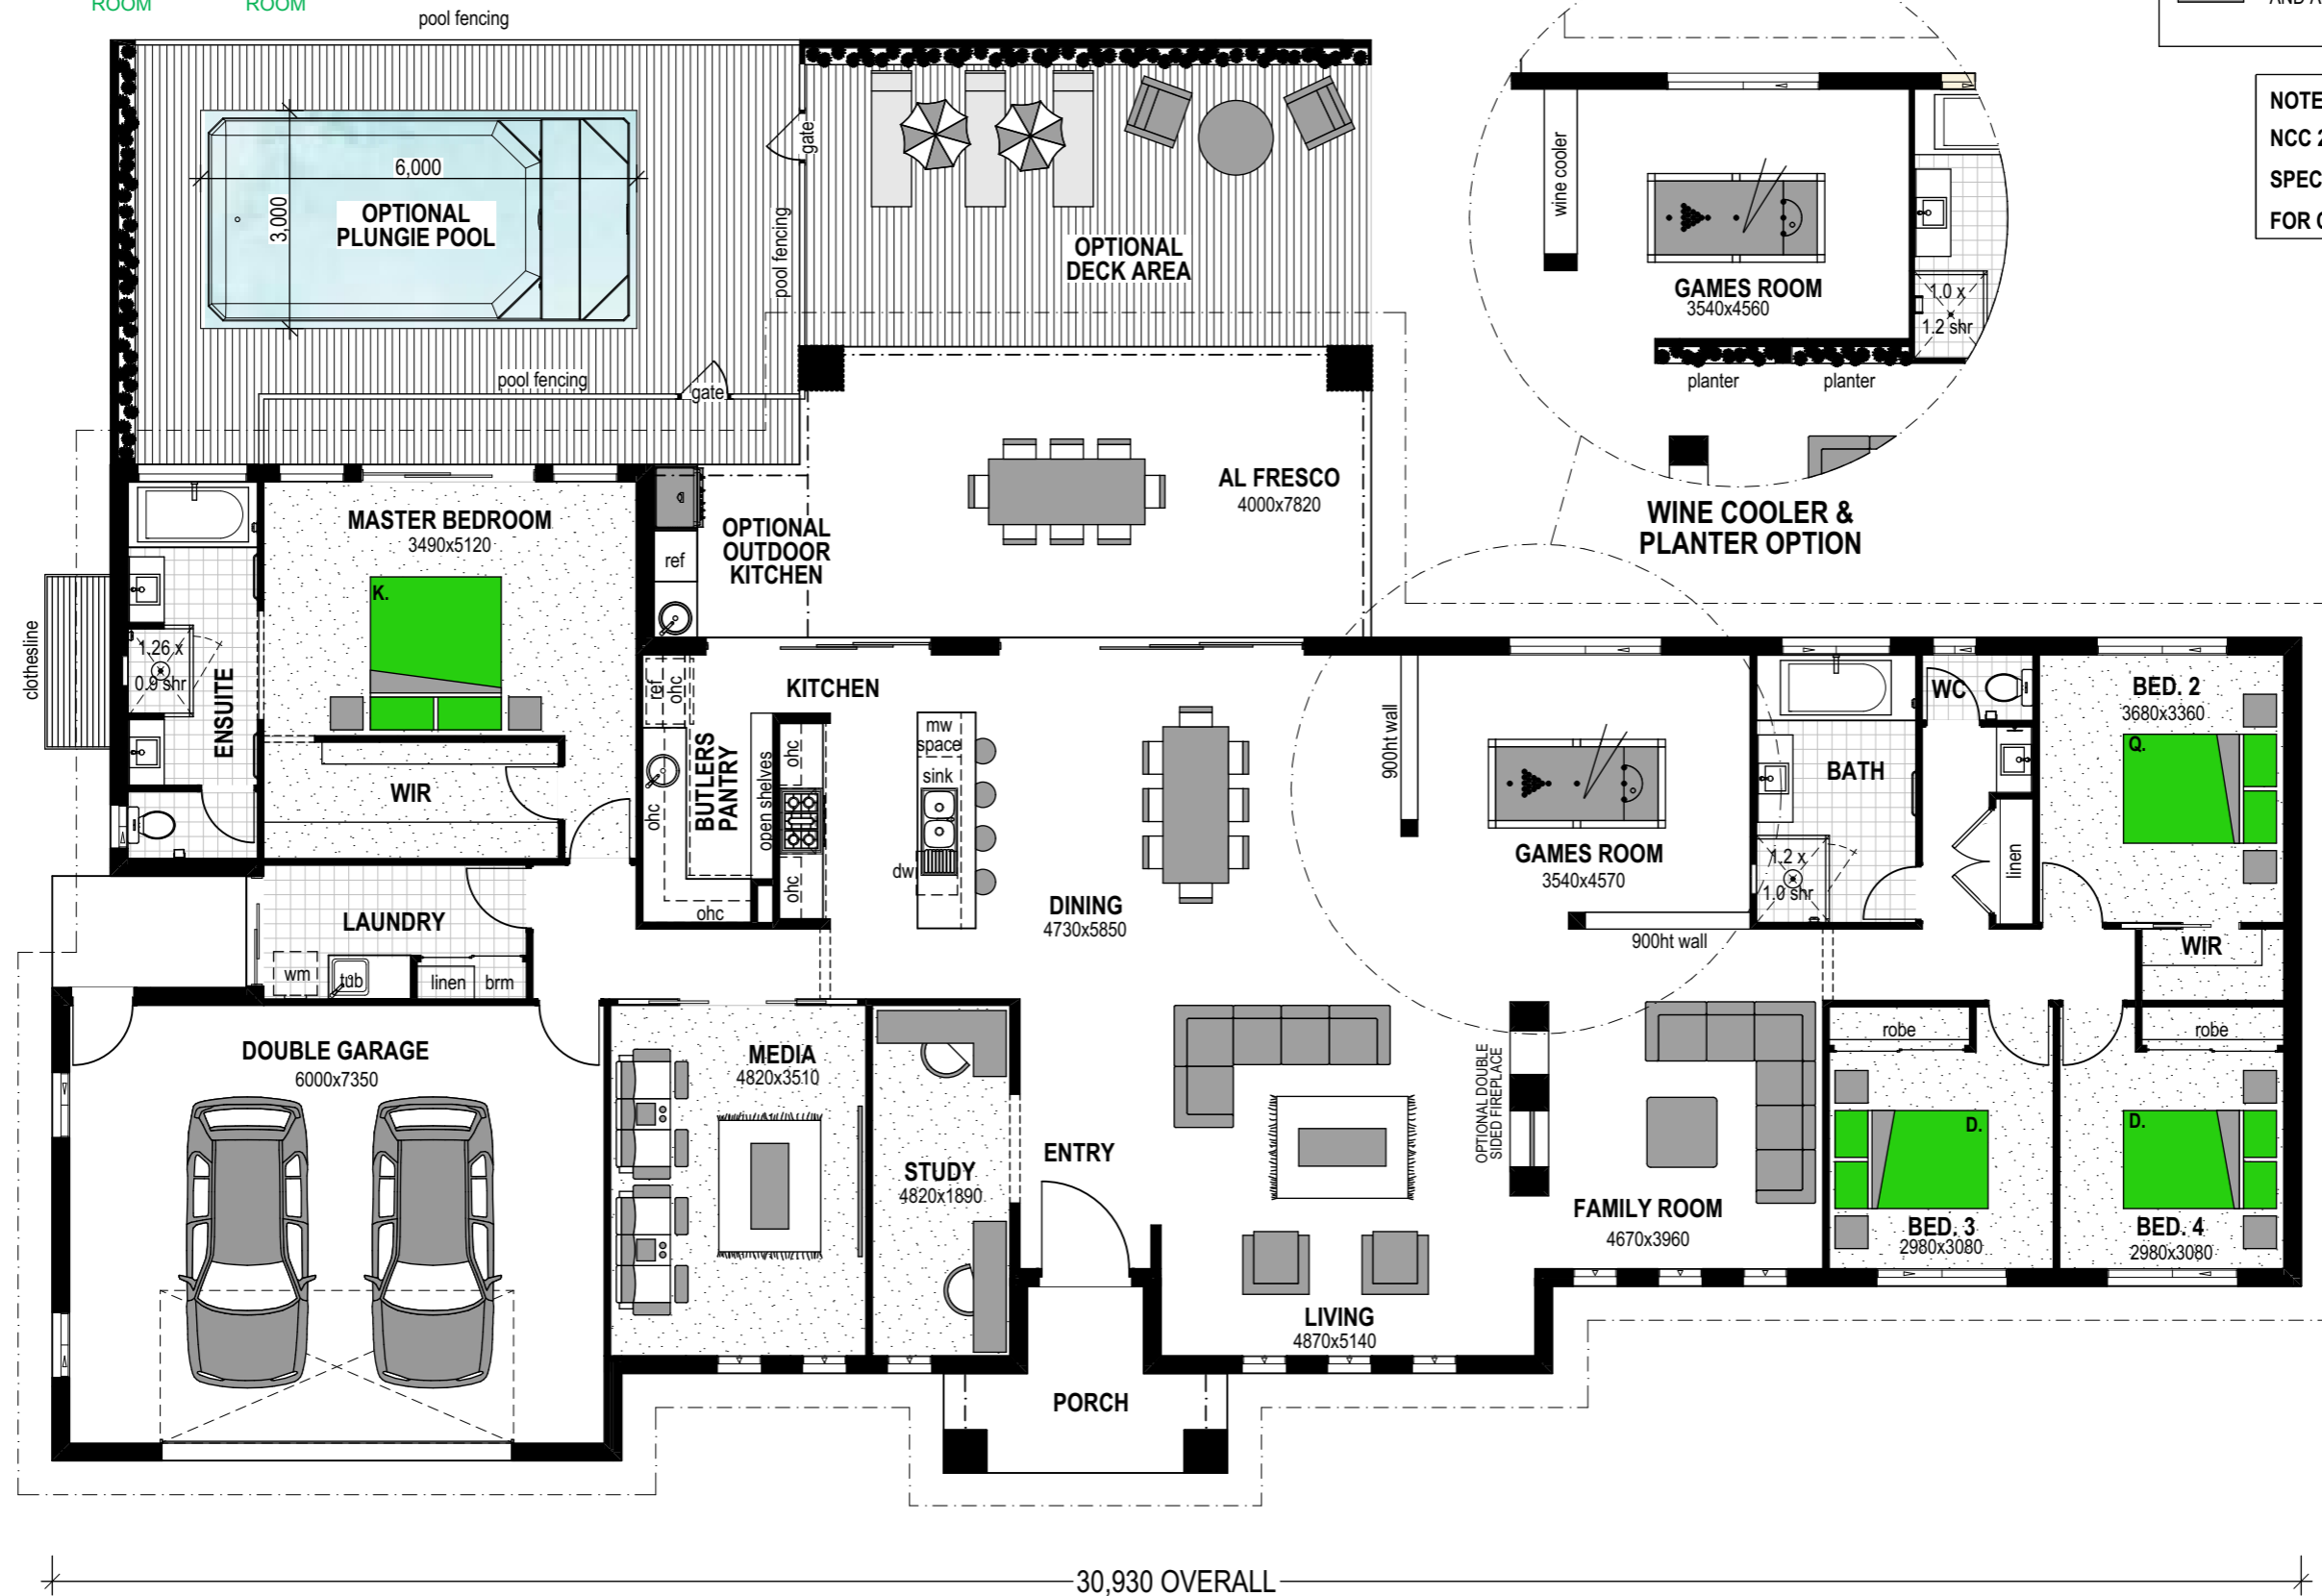 ROOM
ROOM
pool fencing
NOTE
NCC 2
SPEC
FOR
6,000
3,000
OPTIONAL
PLUNGIE POOL
gate
pool fencing
OPTIONAL
DECK AREA
wine cooler
GAMES ROOM
3540x4560
1.0 x
1.2 shr
planter
planter
pool fencing
gate
WINE COOLER &
PLANTER OPTION
AL FRESCO
4000x7820
MASTER BEDROOM
3490x5120
K.
OPTIONAL
OUTDOOR
KITCHEN
ref
clothesline
1.26 x
0.9 shr
ENSUITE
WIR
KITCHEN
ref
ohc
ohc
BUTLERS
PANTRY
open shelves
ohc
ohc
ohc
mw
space
sink
dw
DINING
4730x5850
900ht wall
GAMES ROOM
3540x4570
900ht wall
BATH
1.2 x
1.0 shr
WC
linen
BED. 2
3680x3360
Q.
WIR
LAUNDRY
wm
tub
linen
brm
DOUBLE GARAGE
6000x7350
MEDIA
4820x3510
STUDY
4820x1890
ENTRY
OPTIONAL DOUBLE
SIDED FIREPLACE
FAMILY ROOM
4670x3960
LIVING
4870x5140
robe
robe
D.
BED. 3
2980x3080
D.
BED. 4
2980x3080
PORCH
30,930 OVERALL